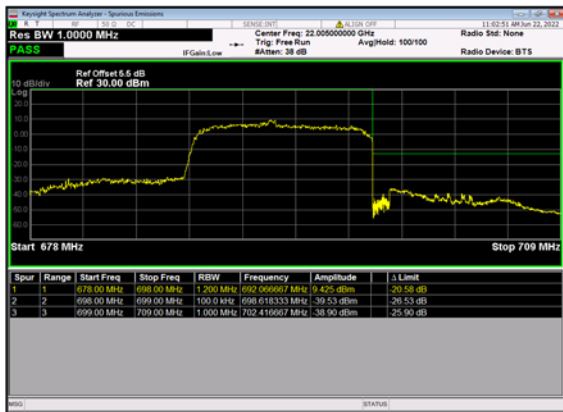 Keysight Spectrum Analyzer - Spurious Emissions
R T RF 50 Ω DC SENSE:INT ALIGN OFF 11:02:51 AM Jun 22, 2022
Res BW 1.0000 MHz Center Freq: 22.005000000 GHz Radio Std: None
Trig: Free Run Avg|Hold: 100/100
PASS IFGain:Low #Atten: 38 dB Radio Device: BTS
Ref Offset 5.5 dB
10 dB/div Ref 30.00 dBm
Log
20.0
10.0
0.00
-10.0
-20.0
-30.0
-40.0
-50.0
-60.0
Start 678 MHz Stop 709 MHz
Spur Range Start Freq Stop Freq RBW Frequency Amplitude Δ Limit
1 1 678.00 MHz 698.00 MHz 1.200 MHz 692.066667 MHz 9.425 dBm -20.58 dB
2 2 698.00 MHz 699.00 MHz 100.0 kHz 698.618333 MHz -39.53 dBm -26.53 dB
3 3 699.00 MHz 709.00 MHz 1.000 MHz 702.416667 MHz -38.90 dBm -25.90 dB
MSG STATUS